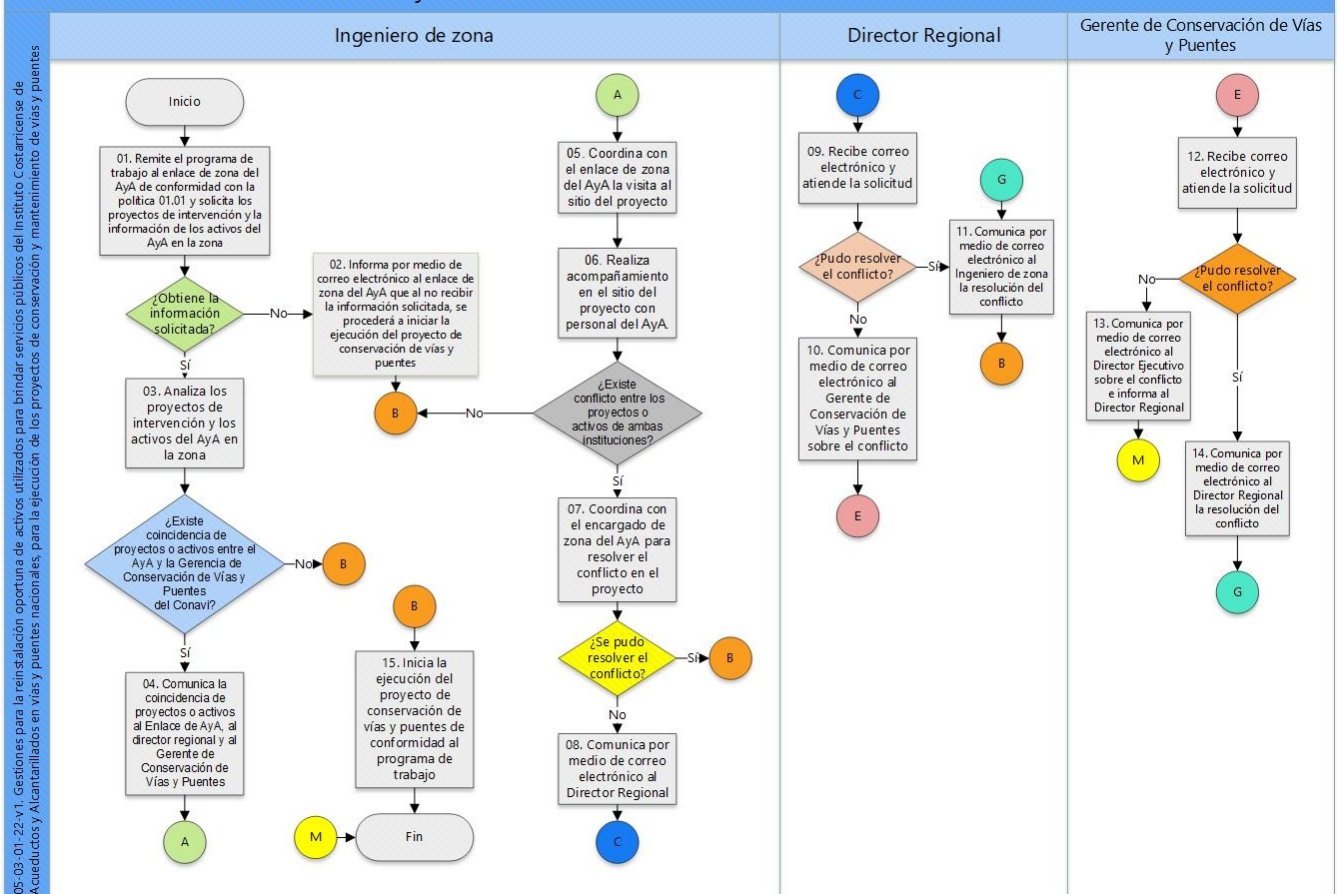 05-03-01-22-v1. Gestiones para la reinstalación oportuna de activos utilizados para brindar servicios públicos del Instituto Costarricense de
Acueductos y Alcantarillados en vías y puentes nacionales, para la ejecución de los proyectos de conservación y mantenimiento de vías y puentes
Ingeniero de zona
Inicio
01. Remite el programa de
trabajo al enlace de zona del
AyA de conformidad con la
política 01.01 y solicita los
proyectos de intervención y la
información de los activos del
AyA en la zona
¿Obtiene la
información
solicitada?
No
02. Informa por medio de
correo electrónico al enlace de
zona del AyA que al no recibir
la información solicitada, se
procederá a iniciar la
ejecución del proyecto de
conservación de vías y
puentes
B
Sí
03. Analiza los
proyectos de
intervención y los
activos del AyA en
la zona
¿Existe
coincidencia de
proyectos o activos entre el
AyA y la Gerencia de
Conservación de Vías y
Puentes
del Conavi?
No
B
Sí
04. Comunica la
coincidencia de
proyectos o activos
al Enlace de AyA, al
director regional y al
Gerente de
Conservación de
Vías y Puentes
A
B
15. Inicia la
ejecución del
proyecto de
conservación de
vías y puentes de
conformidad al
programa de
trabajo
M
Fin
A
05. Coordina con
el enlace de zona
del AyA la visita al
sitio del proyecto
06. Realiza
acompañamiento
en el sitio del
proyecto con
personal del AyA.
¿Existe
conflicto entre los
proyectos o
activos de ambas
instituciones?
No
Sí
07. Coordina con
el encargado de
zona del AyA para
resolver el
conflicto en el
proyecto
¿Se pudo
resolver el
conflicto?
Sí
B
No
08. Comunica por
medio de correo
electrónico al
Director Regional
C
Director Regional
C
09. Recibe correo
electrónico y
atiende la solicitud
¿Pudo resolver
el conflicto?
Sí
No
10. Comunica por
medio de correo
electrónico al
Gerente de
Conservación de
Vías y Puentes
sobre el conflicto
E
G
11. Comunica por
medio de correo
electrónico al
Ingeniero de zona
la resolución del
conflicto
B
Gerente de Conservación de Vías
y Puentes
E
12. Recibe correo
electrónico y
atiende la solicitud
¿Pudo resolver
el conflicto?
No
13. Comunica por
medio de correo
electrónico al
Director Ejecutivo
sobre el conflicto
e informa al
Director Regional
M
Sí
14. Comunica por
medio de correo
electrónico al
Director Regional
la resolución del
conflicto
G